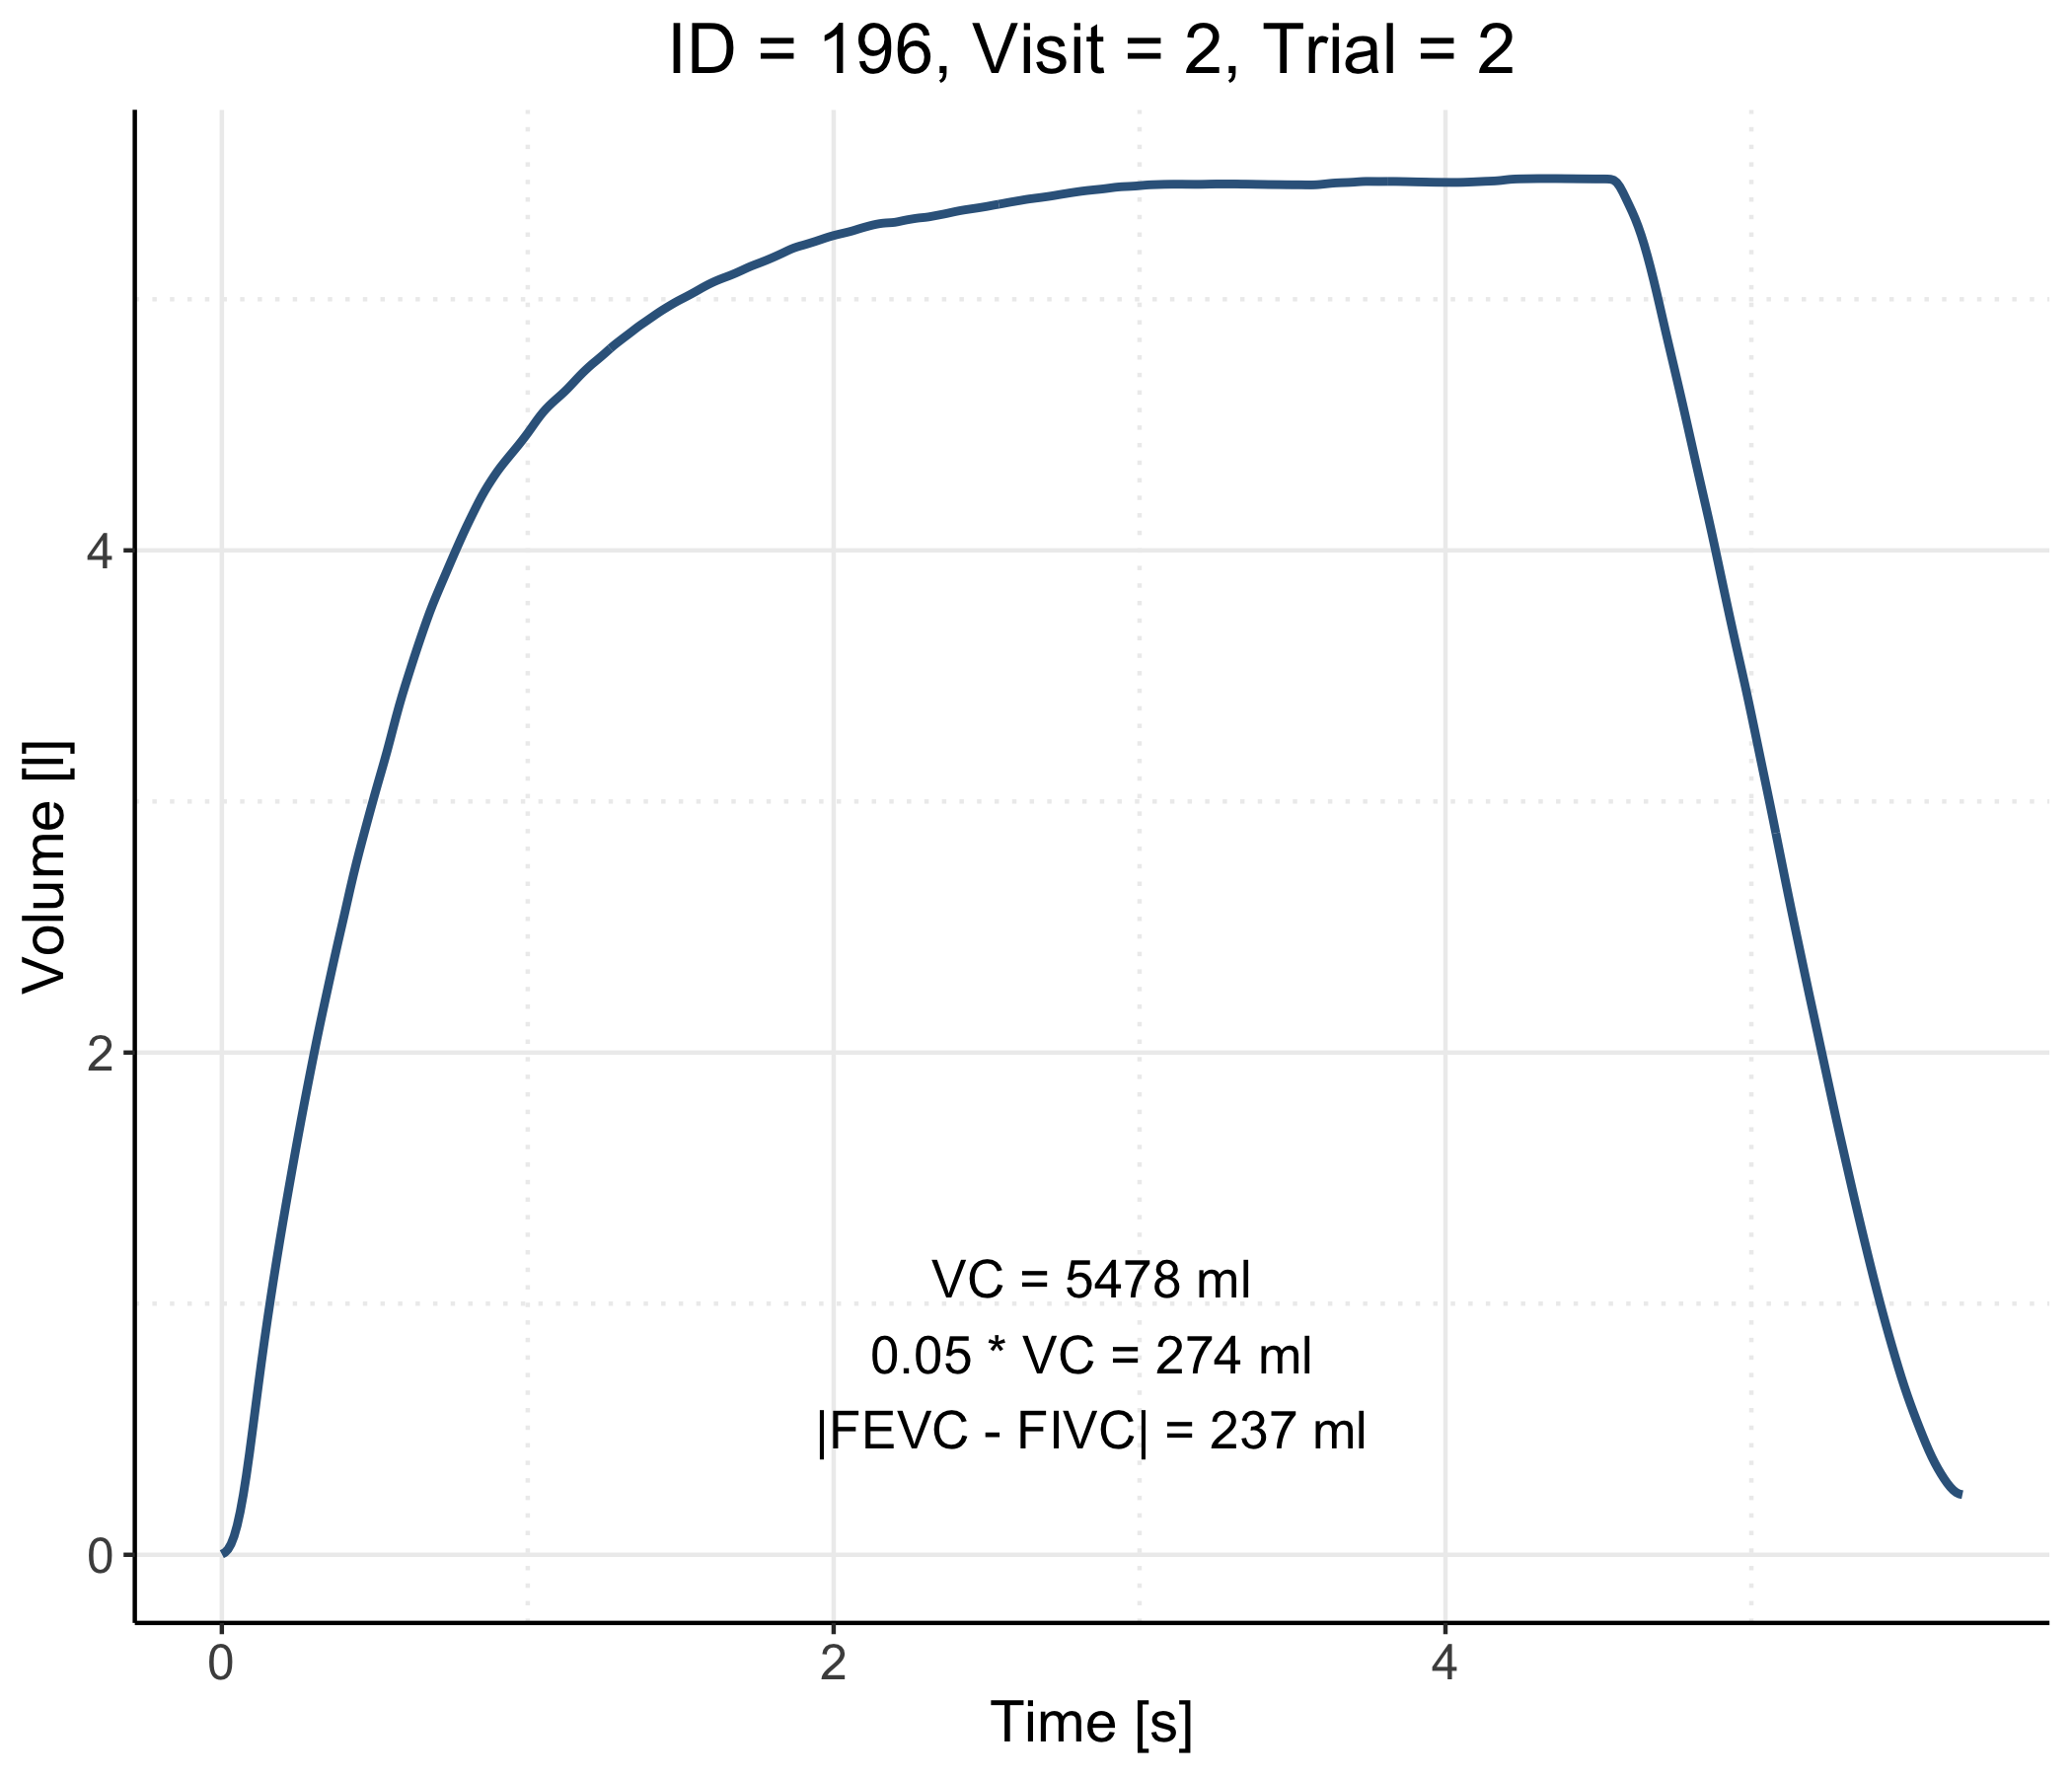 ID = 196, Visit = 2, Trial = 2
Volume [l]
4
2
0
VC = 5478 ml
0.05 * VC = 274 ml
|FEVC - FIVC| = 237 ml
0 2 4
Time [s]